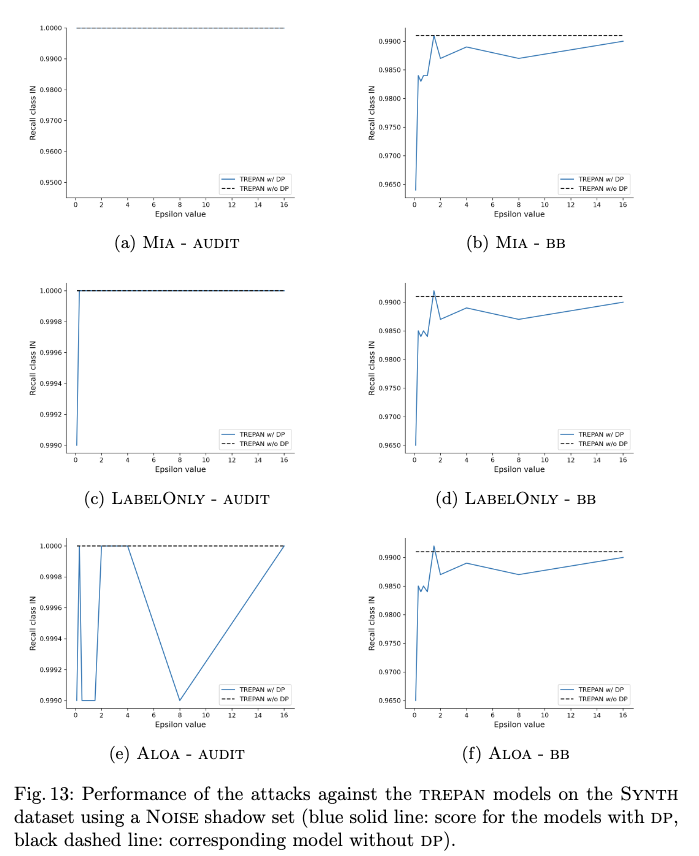 1.0000
0.9900
0.9800
0.9700
0.9600
0.9500
Recall class IN
0 2 4 6 8 10 12 14 16
Epsilon value
TREPAN w/ DP
TREPAN w/o DP
(a) MIA - AUDIT
0.9900
0.9850
0.9800
0.9750
0.9700
0.9650
Recall class IN
0 2 4 6 8 10 12 14 16
Epsilon value
TREPAN w/ DP
TREPAN w/o DP
(b) MIA - BB
1.0000
0.9998
0.9996
0.9994
0.9992
0.9990
Recall class IN
0 2 4 6 8 10 12 14 16
Epsilon value
TREPAN w/ DP
TREPAN w/o DP
(c) LABELONLY - AUDIT
0.9900
0.9850
0.9800
0.9750
0.9700
0.9650
Recall class IN
0 2 4 6 8 10 12 14 16
Epsilon value
TREPAN w/ DP
TREPAN w/o DP
(d) LABELONLY - BB
1.0000
0.9998
0.9996
0.9994
0.9992
0.9990
Recall class IN
0 2 4 6 8 10 12 14 16
Epsilon value
TREPAN w/ DP
TREPAN w/o DP
(e) ALOA - AUDIT
0.9900
0.9850
0.9800
0.9750
0.9700
0.9650
Recall class IN
0 2 4 6 8 10 12 14 16
Epsilon value
TREPAN w/ DP
TREPAN w/o DP
(f) ALOA - BB
Fig. 13: Performance of the attacks against the TREPAN models on the SYNTH
dataset using a NOISE shadow set (blue solid line: score for the models with DP,
black dashed line: corresponding model without DP).